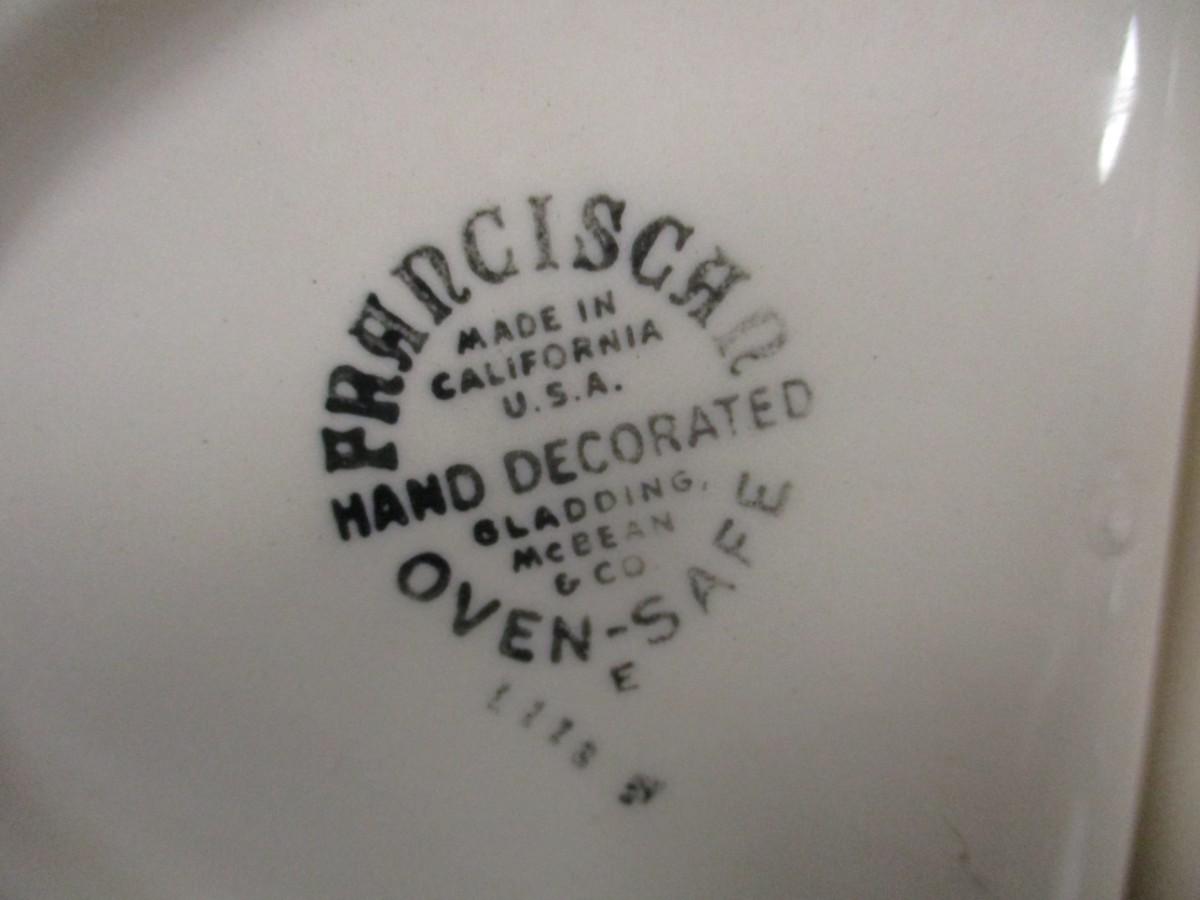 FRANCISCAN
MADE IN
CALIFORNIA
U.S.A.
HAND DECORATED
GLADDING,
McBEAN
& CO.
OVEN-SAFE
E